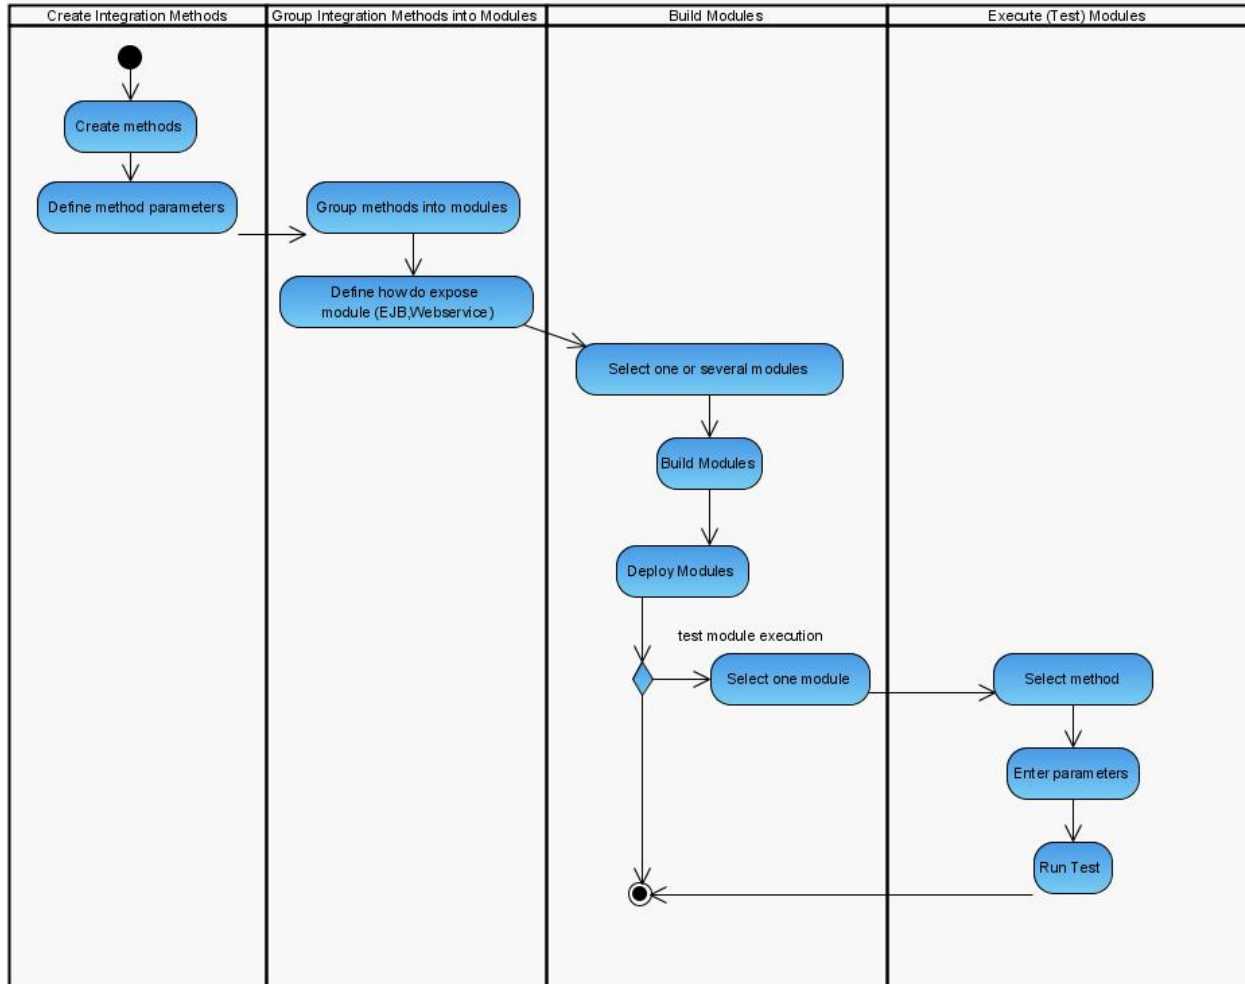 Create Integration Methods
Group Integration Methods into Modules
Build Modules
Execute (Test) Modules
Create methods
Define method parameters
Group methods into modules
Define how do expose
module (EJB,Webservice)
Select one or several modules
Build Modules
Deploy Modules
test module execution
Select one module
Select method
Enter parameters
Run Test